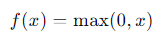 f(x) = max(0, x)